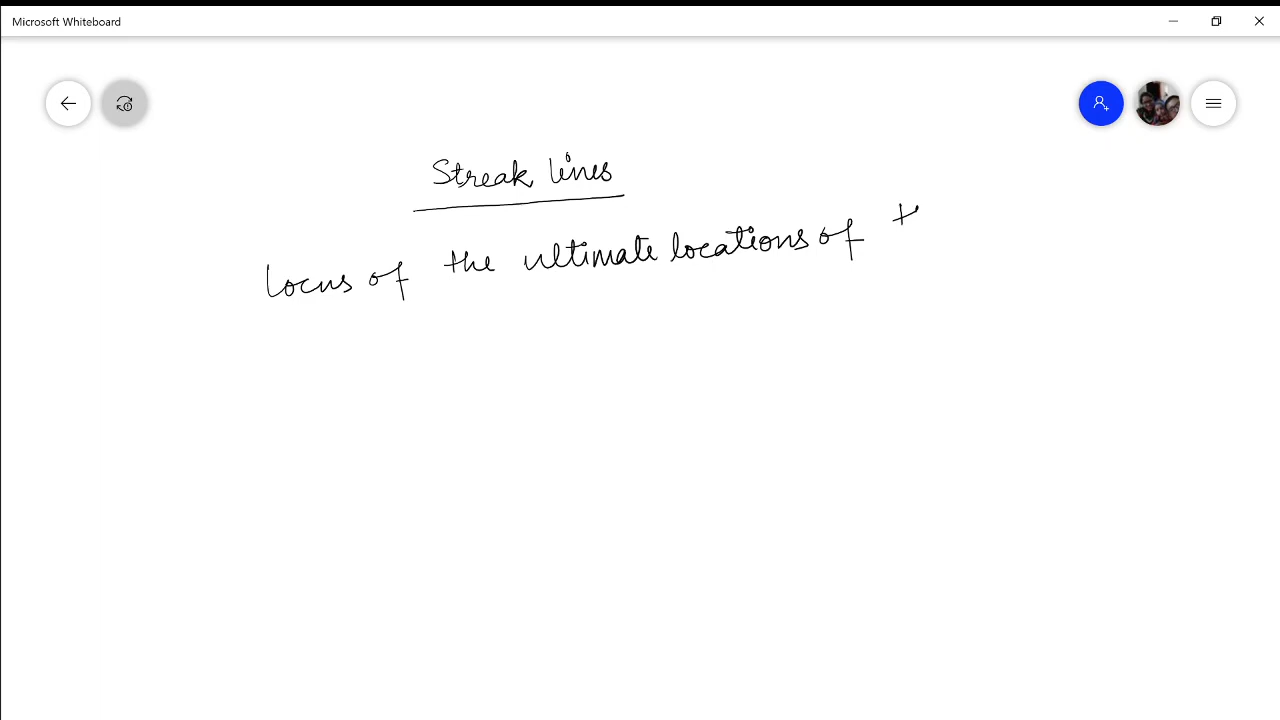 Microsoft Whiteboard
Streak lines
Locus of the ultimate locations of